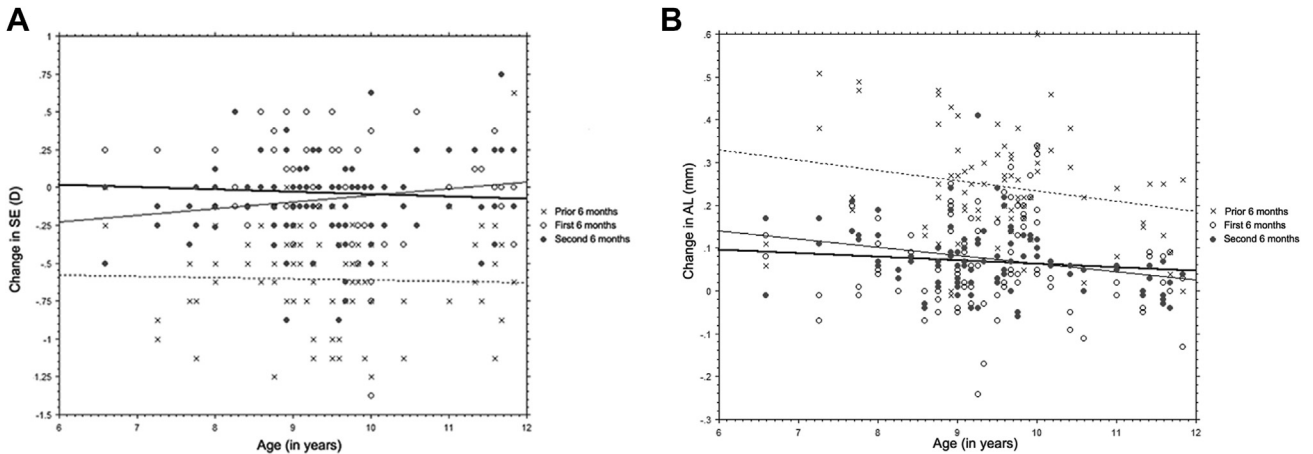 A
B
Change in SE (D)
1
.75
.5
.25
0
-.25
-.5
-.75
-1
1.25
-1.5
6 7 8 9 10 11 12
Age (in years)
× Prior 6 months
○ First 6 months
● Second 6 months
Change in AL (mm)
.6
.5
.4
.3
.2
.1
0
-.1
-.2
-.3
6 7 8 9 10 11 12
Age (in years)
× Prior 6 months
○ First 6 months
● Second 6 months